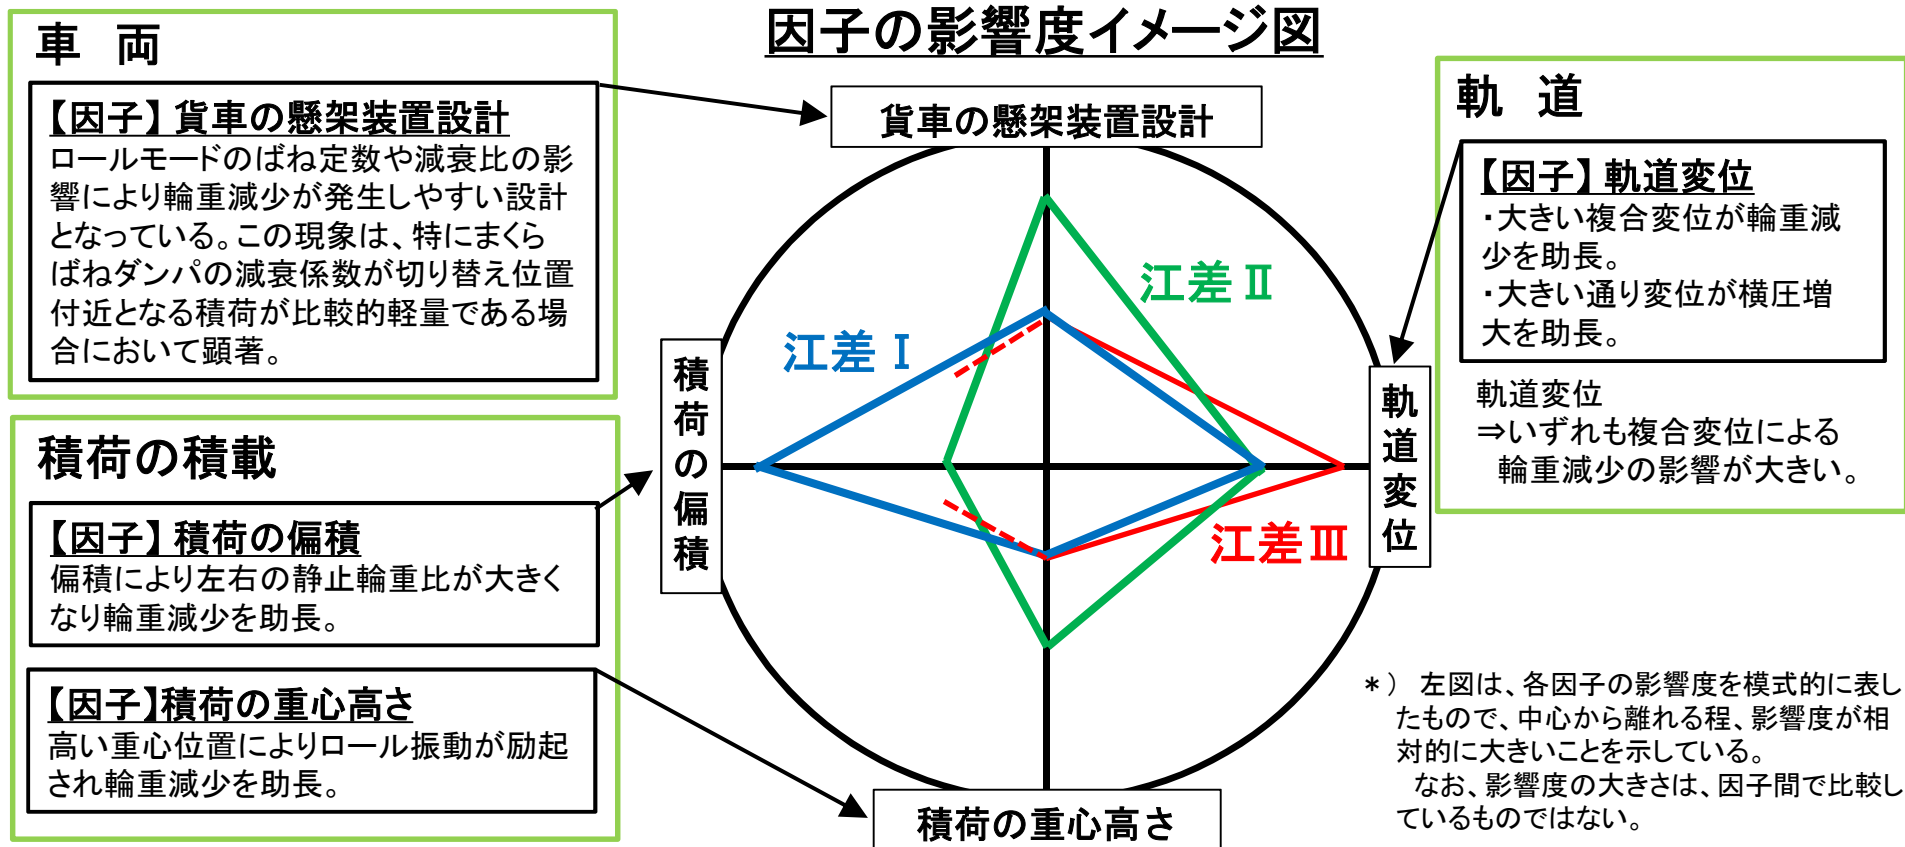 因子の影響度イメージ図
車 両
【因子】貨車の懸架装置設計
ロールモードのばね定数や減衰比の影
響により輪重減少が発生しやすい設計
となっている。この現象は、特にまくら
ばねダンパの減衰係数が切り替え位置
付近となる積荷が比較的軽量である場
合において顕著。
積荷の積載
【因子】積荷の偏積
偏積により左右の静止輪重比が大きく
なり輪重減少を助長。
【因子】積荷の重心高さ
高い重心位置によりロール振動が励起
され輪重減少を助長。
貨車の懸架装置設計
江差Ⅱ
江差Ⅰ
江差Ⅲ
積荷の偏積
軌道変位
積荷の重心高さ
軌 道
【因子】軌道変位
・大きい複合変位が輪重減
少を助長。
・大きい通り変位が横圧増
大を助長。
軌道変位
⇒いずれも複合変位による
輪重減少の影響が大きい。
*） 左図は、各因子の影響度を模式的に表し
たもので、中心から離れる程、影響度が相
対的に大きいことを示している。
なお、影響度の大きさは、因子間で比較し
ているものではない。